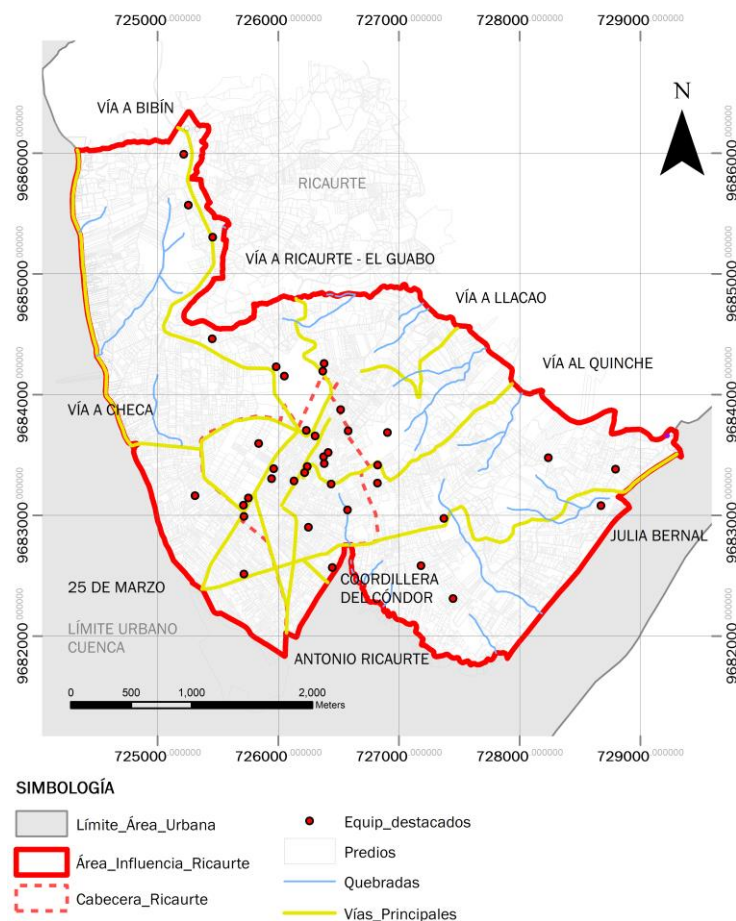 725000.000000 726000.000000 727000.000000 728000.000000 729000.000000
VÍA A BIBÍN
N
9686000.000000 9686000.000000
RICAURTE
VÍA A RICAURTE - EL GUABO
9685000.000000 9685000.000000
VÍA A LLACAO
VÍA AL QUINCHE
9684000.000000 9684000.000000
VÍA A CHECA
9683000.000000 9683000.000000
JULIA BERNAL
25 DE MARZO
COORDILLERA
DEL CÓNDOR
LÍMITE URBANO
CUENCA
9682000.000000 9682000.000000
ANTONIO RICAURTE
0 500 1,000 2,000
Meters
725000.000000 726000.000000 727000.000000 728000.000000 729000.000000
SIMBOLOGÍA
Límite_Área_Urbana
Área_Influencia_Ricaurte
Cabecera_Ricaurte
Equip_destacados
Predios
Quebradas
Vías_Principales